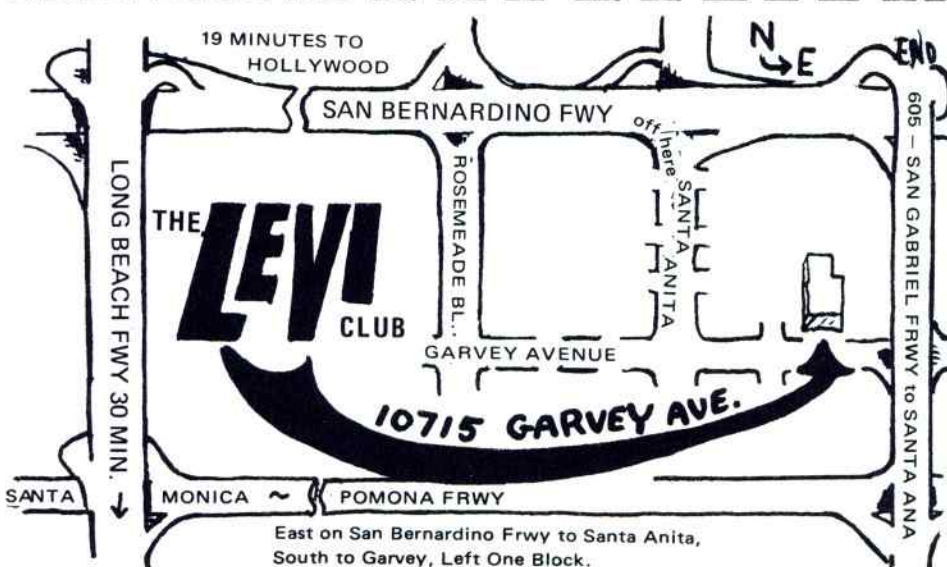 19 MINUTES TO
HOLLYWOOD
N
E
END
SAN BERNARDINO FWY
off here
605 — SAN GABRIEL FRWY to SANTA ANA
LONG BEACH FWY 30 MIN.
ROSEMEADE BL..
SANTA ANITA
THE LEVI
CLUB
GARVEY AVENUE
10715 GARVEY AVE.
SANTA MONICA ~ POMONA FRWY
East on San Bernardino Frwy to Santa Anita,
South to Garvey, Left One Block.